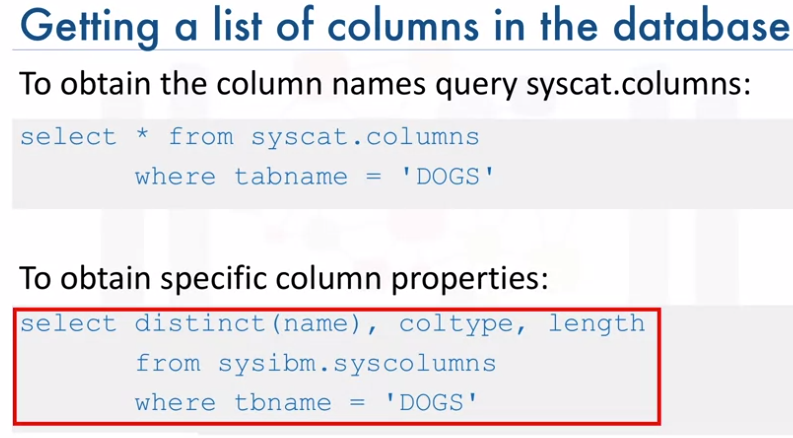 Getting a list of columns in the database
To obtain the column names query syscat.columns:
select * from syscat.columns
where tabname = 'DOGS'
To obtain specific column properties:
select distinct(name), coltype, length
from sysibm.syscolumns
where tbname = 'DOGS'